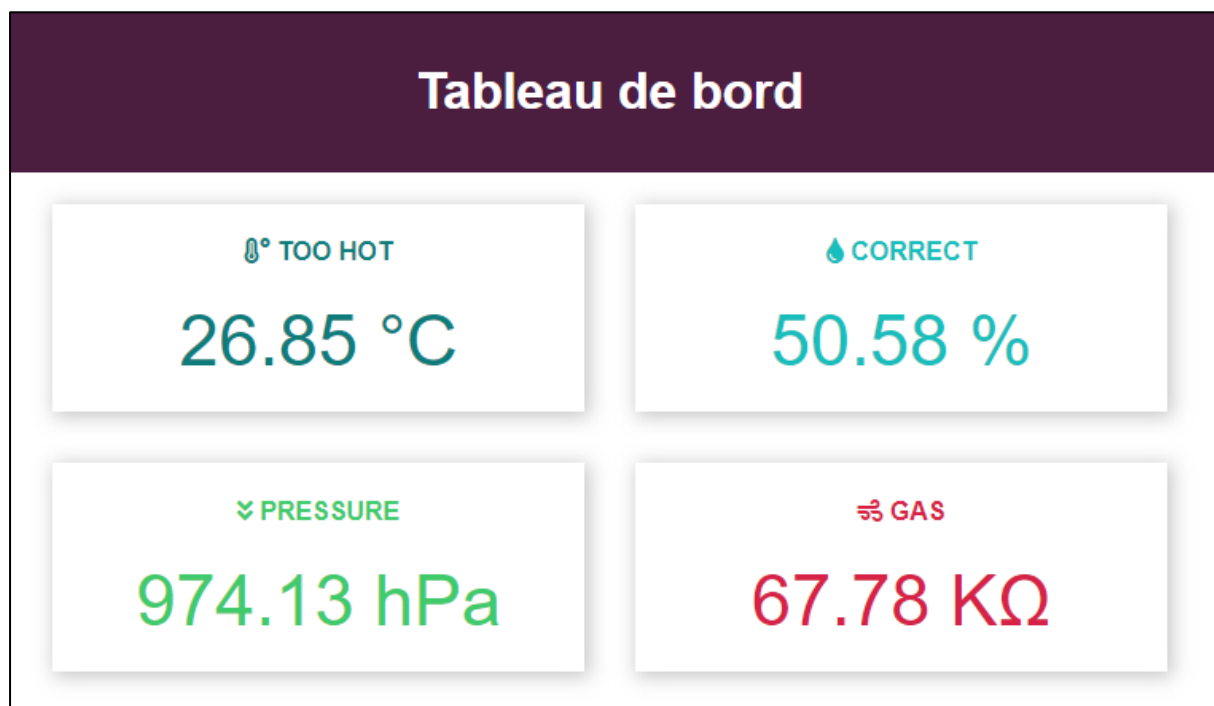 Tableau de bord
TOO HOT
26.85 °C
CORRECT
50.58 %
PRESSURE
974.13 hPa
GAS
67.78 KΩ